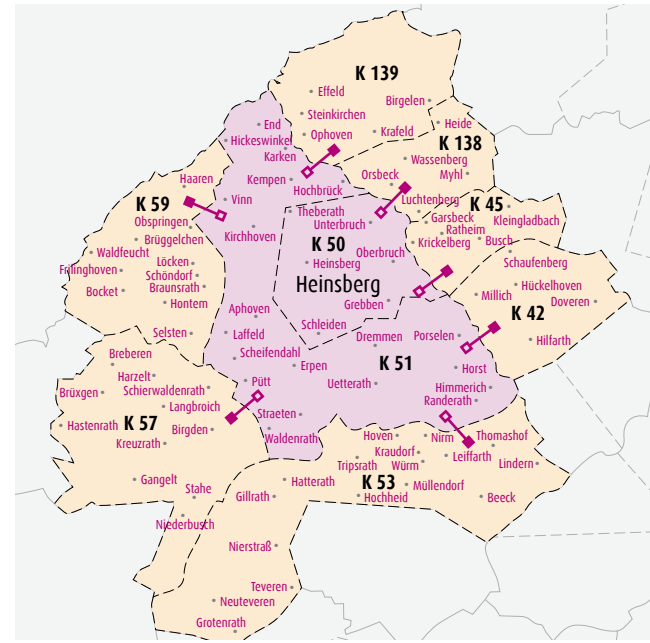 K 139
Effeld
Birgelen
Steinkirchen
End
Heide
Ophoven
Krafeld
Hickeswinkel
K 138
Karken
Wassenberg
Kempen
Orsbeck
Myhl
Haaren
Hochbrück
Vinn
Luchtenberg
K 59
K 45
Theberath
Garsbeck
Kleingladbach
Obspringen
Unterbruch
Ratheim
Kirchhoven
K 50
Krickelberg
Busch
Brüggelchen
Waldfeucht
Oberbruch
Schaufenberg
Löcken
Heinsberg
Frilinghoven
Schöndorf
Heinsberg
Hückelhoven
Bocket
Braunsrath
Millich
Doveren
Hontem
Grebben
K 42
Aphoven
Schleiden
Selsten
Laffeld
Dremmen
Porselen
Hilfarth
Breberen
Scheifendahl
K 51
Harzelt
Erpen
Horst
Brüxgen
Schierwaldenrath
Pütt
Uetterath
Himmerich
Langbroich
Randerath
K 57
Straeten
Hastenrath
Birgden
Waldenrath
Hoven
Nirm
Thomashof
Kreuzrath
Kraudorf
Leiffarth
Tripsrath
Würm
Lindern
Gangelt
Hatterath
K 53
Müllendorf
Stahe
Gillrath
Hochheid
Beeck
Niederbusch
Nierstraß
Teveren
Neuteveren
Grotenrath